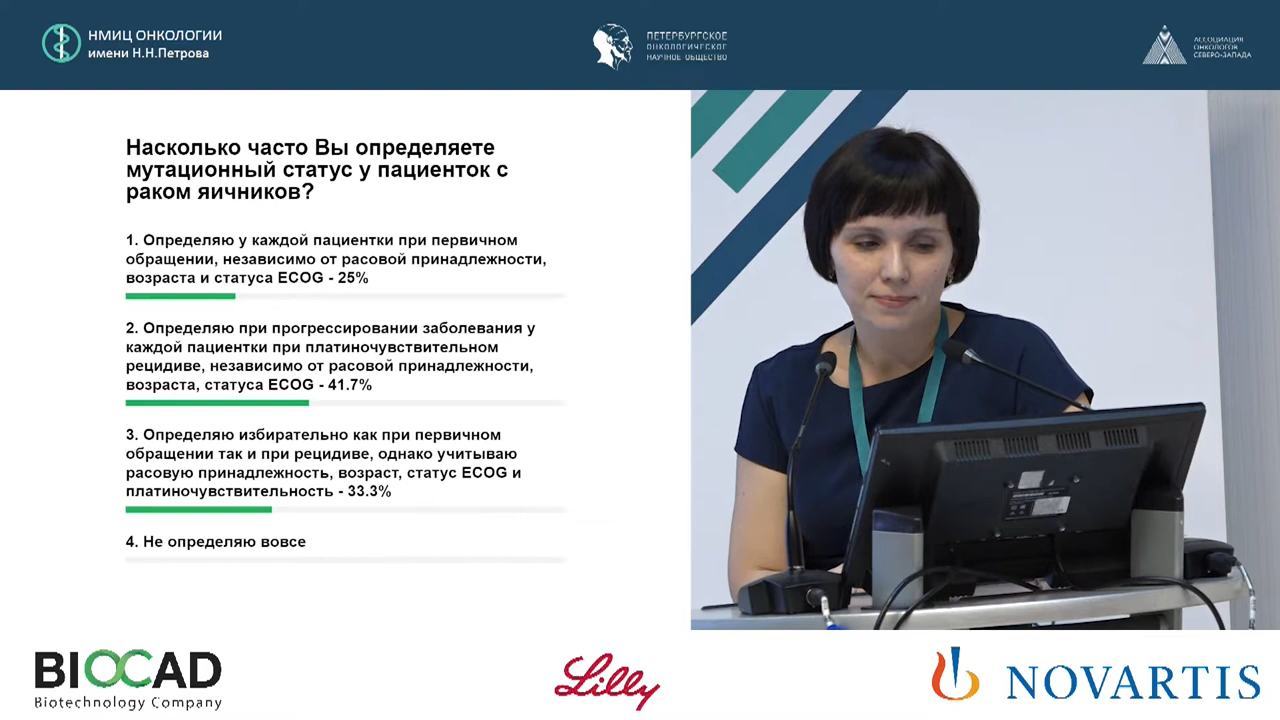 НМИЦ ОНКОЛОГИИ
имени Н.Н.Петрова
ПЕТЕРБУРГСКОЕ
ОНКОЛОГИЧЕСКОЕ
НАУЧНОЕ ОБЩЕСТВО
АССОЦИАЦИЯ
ОНКОЛОГОВ
СЕВЕРО-ЗАПАДА
Насколько часто Вы определяете
мутационный статус у пациенток с
раком яичников?
1. Определяю у каждой пациентки при первичном
обращении, независимо от расовой принадлежности,
возраста и статуса ECOG - 25%
2. Определяю при прогрессировании заболевания у
каждой пациентки при платиночувствительном
рецидиве, независимо от расовой принадлежности,
возраста, статуса ECOG - 41.7%
3. Определяю избирательно как при первичном
обращении так и при рецидиве, однако учитываю
расовую принадлежность, возраст, статус ECOG и
платиночувствительность - 33.3%
4. Не определяю вовсе
BIOCAD
Biotechnology Company
Lilly
NOVARTIS